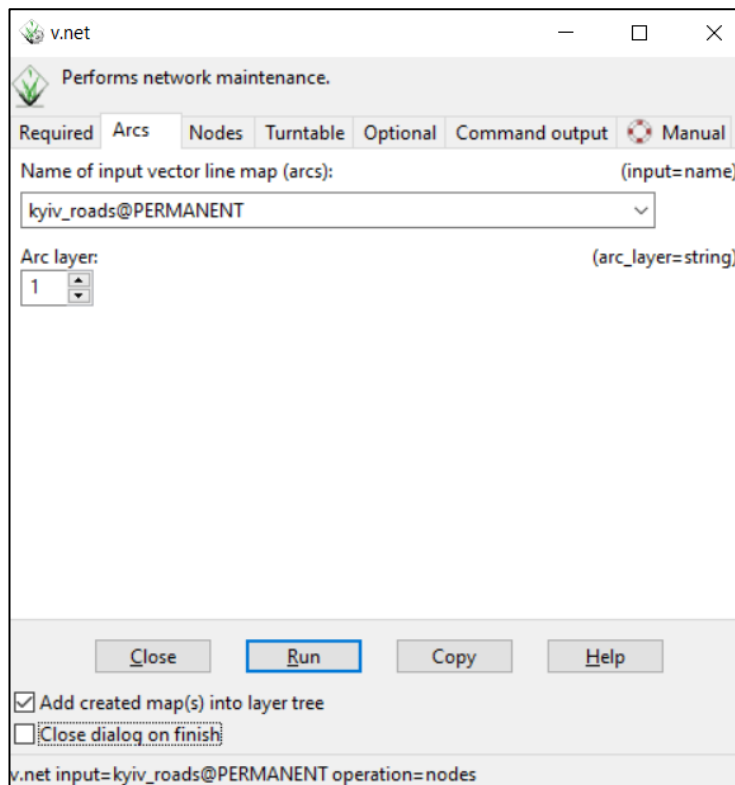 v.net
Performs network maintenance.
Required Arcs Nodes Turntable Optional Command output Manual
Name of input vector line map (arcs): (input=name)
kyiv_roads@PERMANENT
Arc layer: (arc_layer=string)
1
Close Run Copy Help
Add created map(s) into layer tree
Close dialog on finish
v.net input=kyiv_roads@PERMANENT operation=nodes